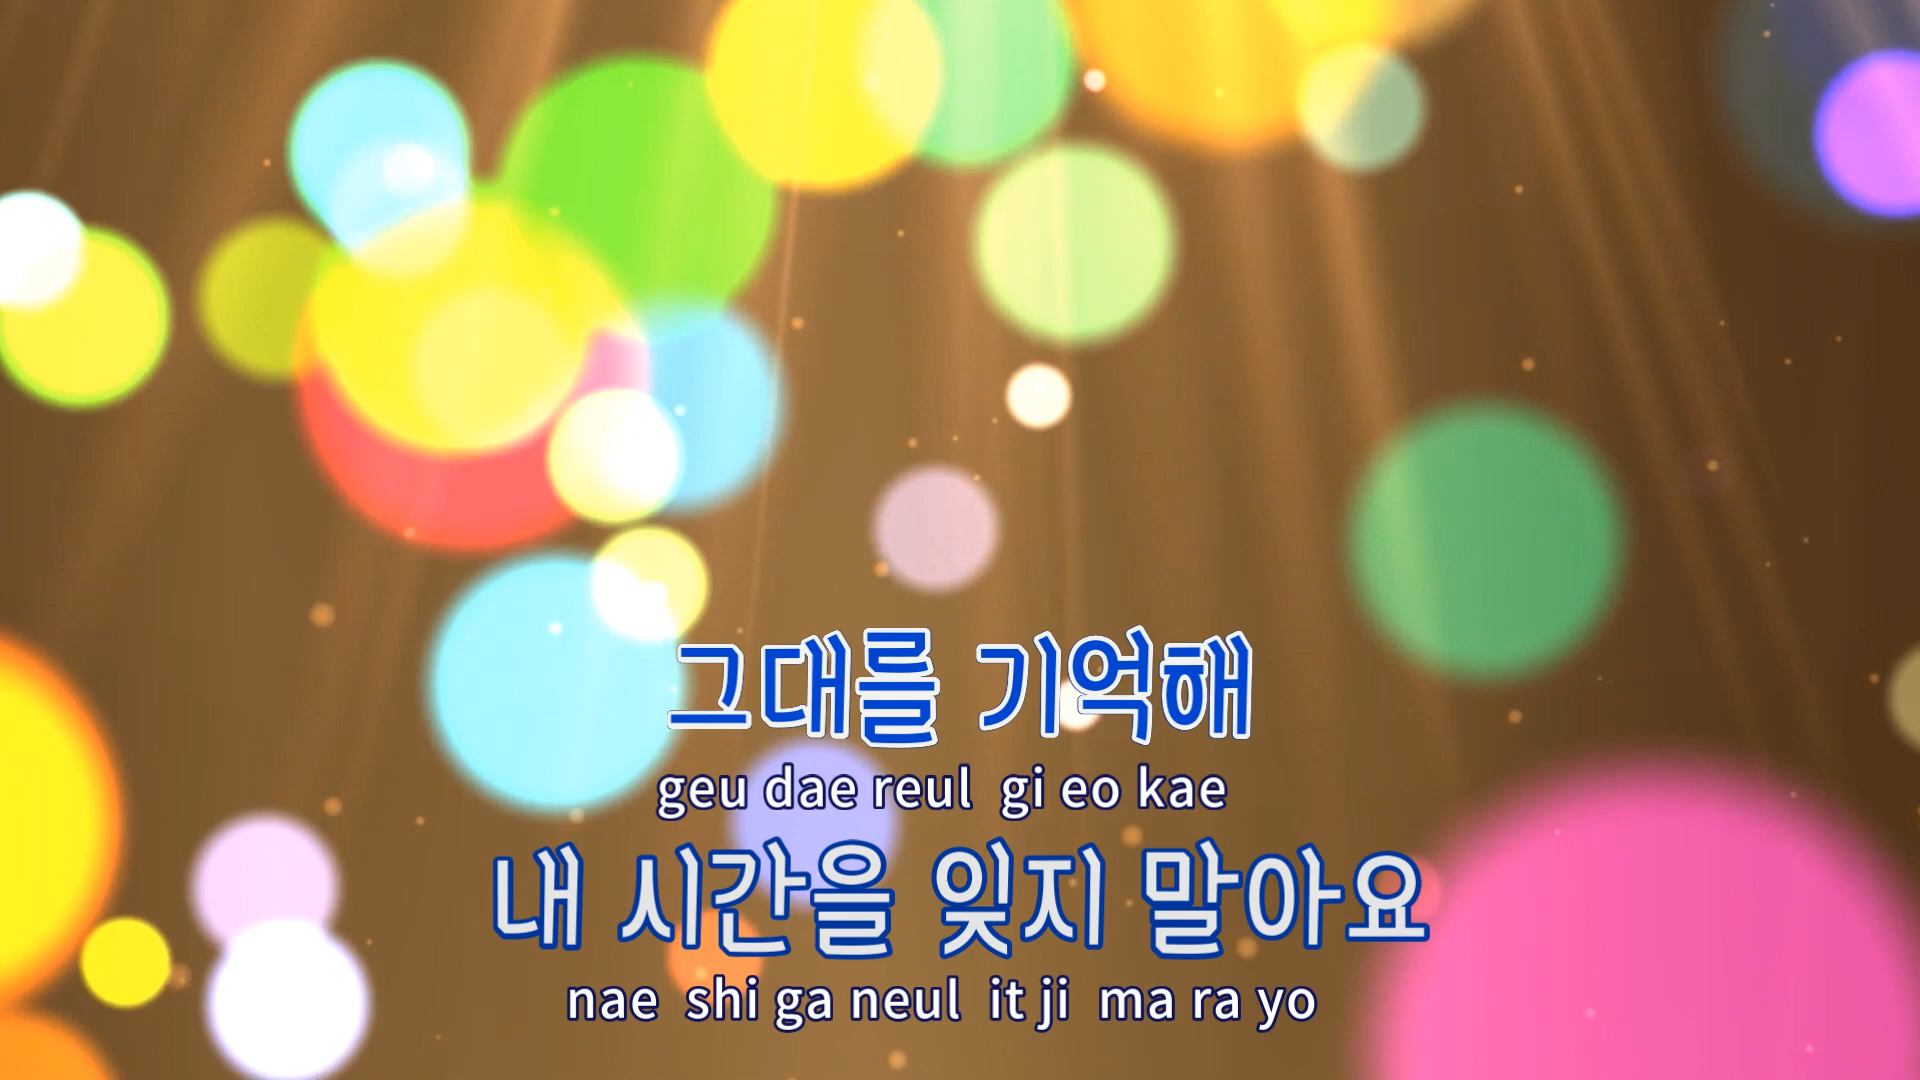 그대를 기억해
geu dae reul gi eo kae
내 시간을 잊지 말아요
nae shi ga neul it ji ma ra yo